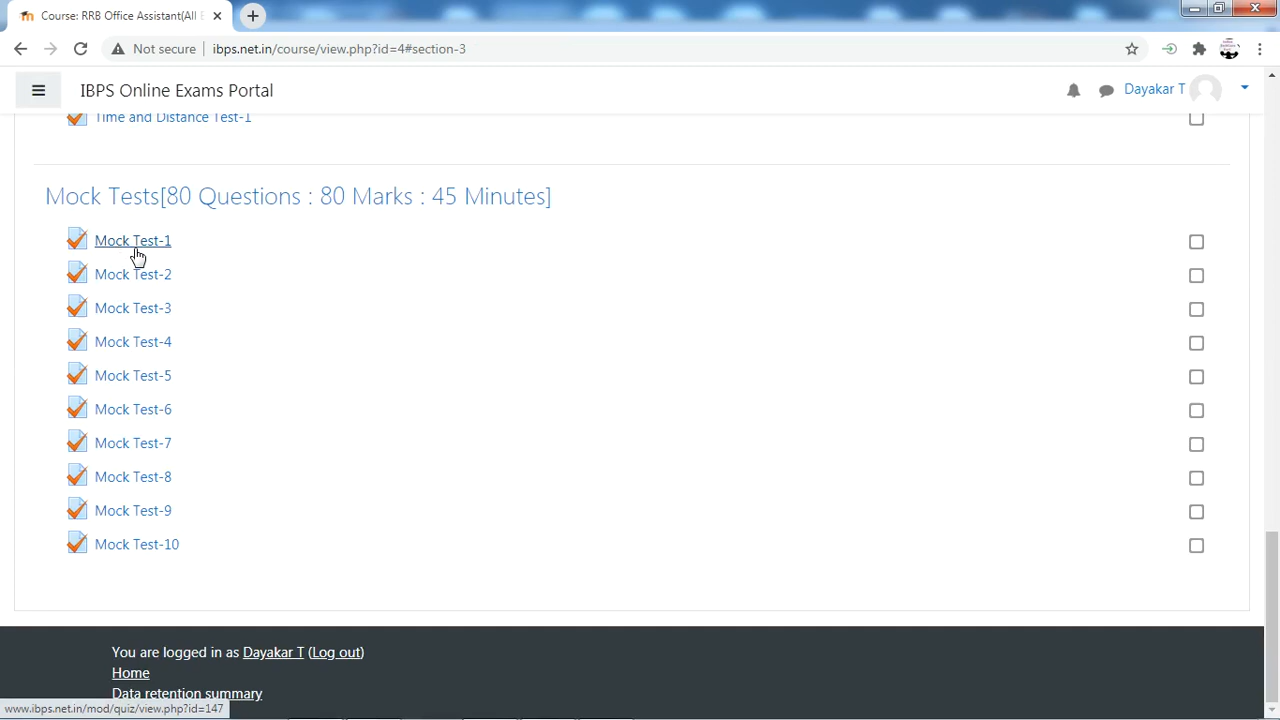 Course: RRB Office Assistant(All E
Not secure
ibps.net.in/course/view.php?id=4#section-3
IBPS Online Exams Portal
Dayakar T
Time and Distance Test-1
Mock Tests[80 Questions : 80 Marks : 45 Minutes]
Mock Test-1
Mock Test-2
Mock Test-3
Mock Test-4
Mock Test-5
Mock Test-6
Mock Test-7
Mock Test-8
Mock Test-9
Mock Test-10
You are logged in as Dayakar T (Log out)
Home
Data retention summary
www.ibps.net.in/mod/quiz/view.php?id=147